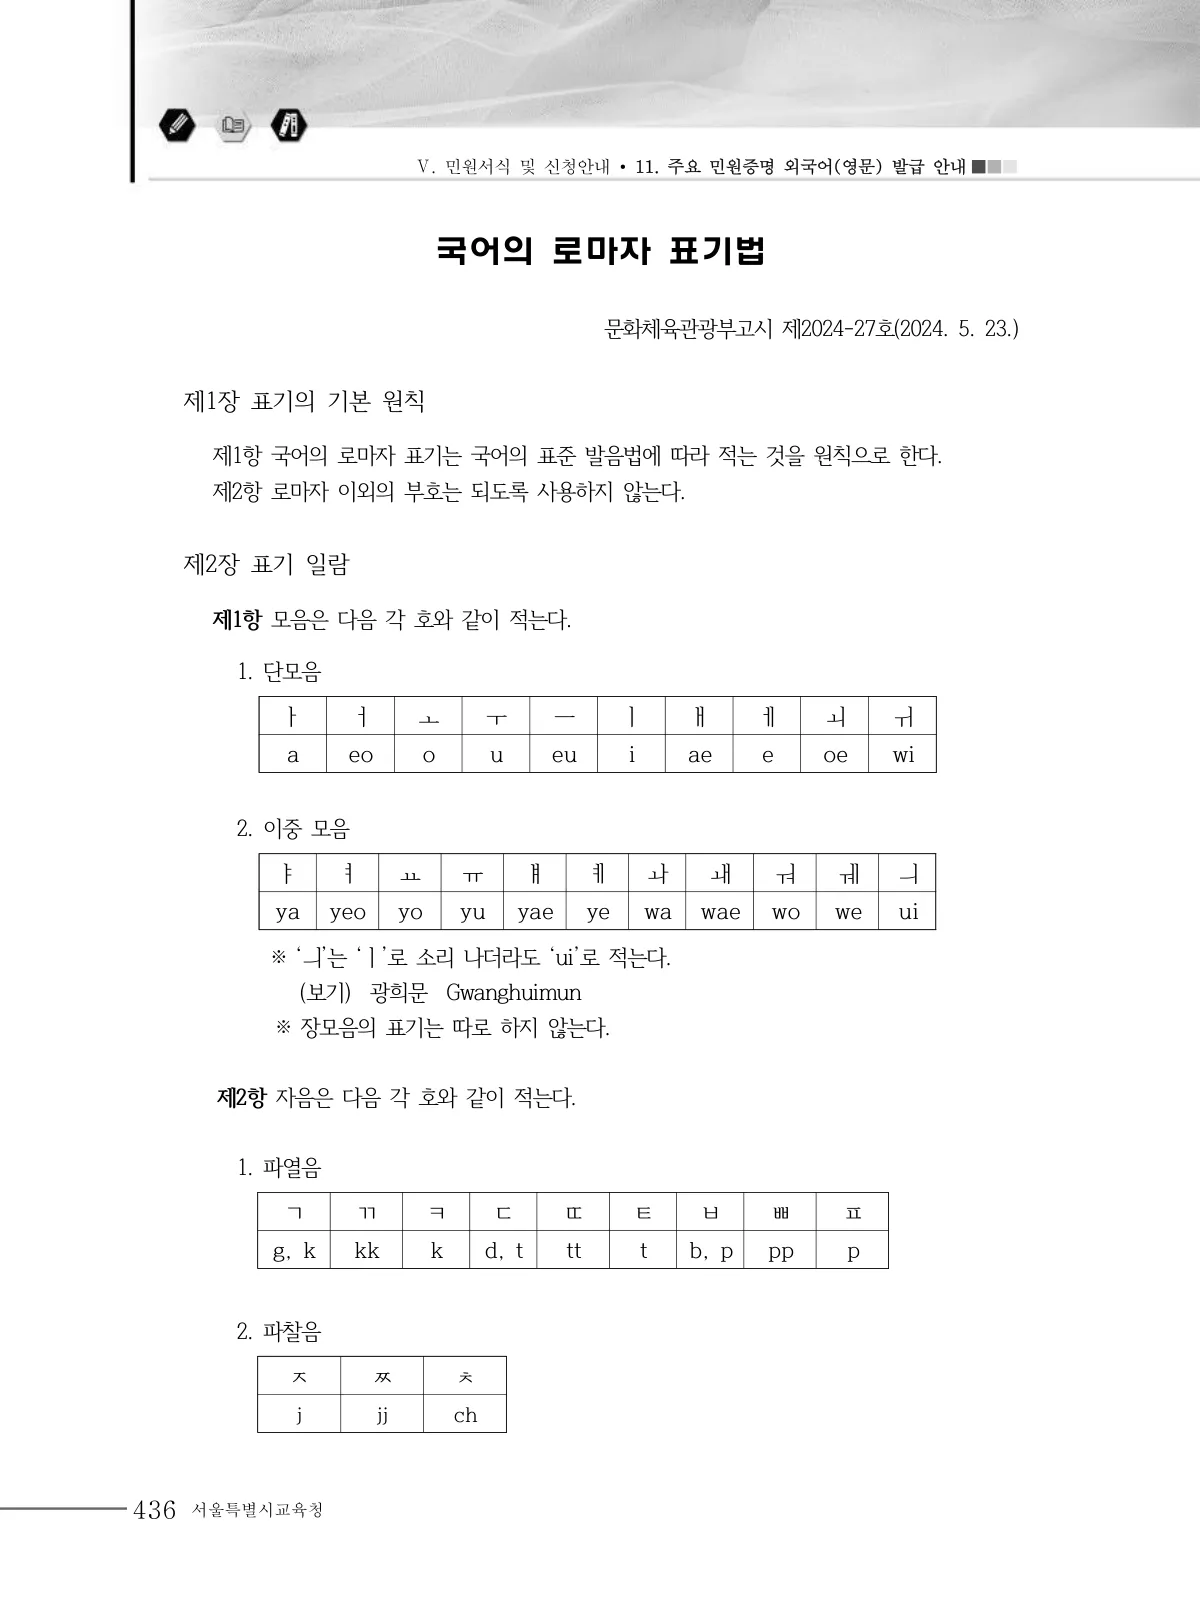 Ⅴ. 민원서식 및 신청안내 • 11. 주요 민원증명 외국어(영문) 발급 안내
국어의 로마자 표기법
문화체육관광부고시 제2024-27호(2024. 5. 23.)
제1장 표기의 기본 원칙
제1항 국어의 로마자 표기는 국어의 표준 발음법에 따라 적는 것을 원칙으로 한다.
제2항 로마자 이외의 부호는 되도록 사용하지 않는다.
제2장 표기 일람
제1항 모음은 다음 각 호와 같이 적는다.
1. 단모음
ㅏ ㅓ ㅗ ㅜ ㅡ ㅣ ㅐ ㅔ ㅚ ㅟ
a eo o u eu i ae e oe wi
2. 이중 모음
ㅑ ㅕ ㅛ ㅠ ㅒ ㅖ ㅘ ㅙ ㅝ ㅞ ㅢ
ya yeo yo yu yae ye wa wae wo we ui
※ ‘ㅢ’는 ‘ㅣ’로 소리 나더라도 ‘ui’로 적는다.
(보기) 광희문 Gwanghuimun
※ 장모음의 표기는 따로 하지 않는다.
제2항 자음은 다음 각 호와 같이 적는다.
1. 파열음
ㄱ ㄲ ㅋ ㄷ ㄸ ㅌ ㅂ ㅃ ㅍ
g, k kk k d, t tt t b, p pp p
2. 파찰음
ㅈ ㅉ ㅊ
j jj ch
436 서울특별시교육청